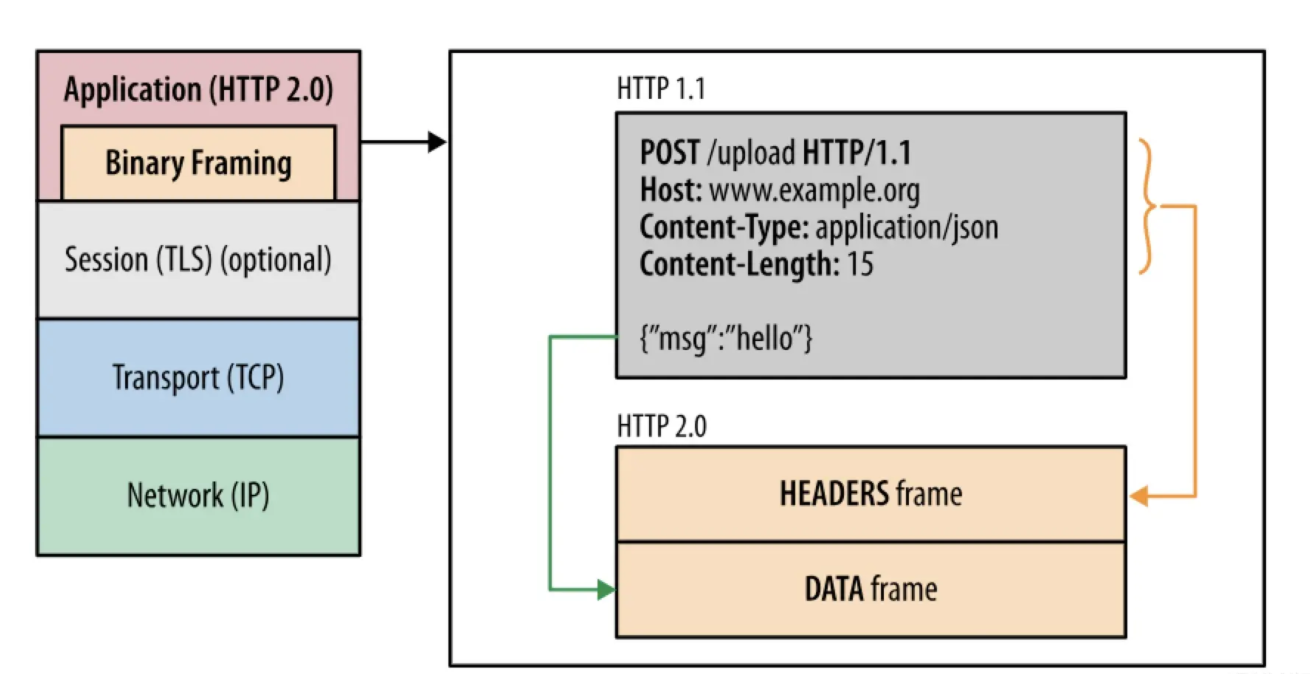 Application (HTTP 2.0)
Binary Framing
Session (TLS) (optional)
Transport (TCP)
Network (IP)
HTTP 1.1
POST /upload HTTP/1.1
Host: www.example.org
Content-Type: application/json
Content-Length: 15
{”msg”:”hello”}
HTTP 2.0
HEADERS frame
DATA frame